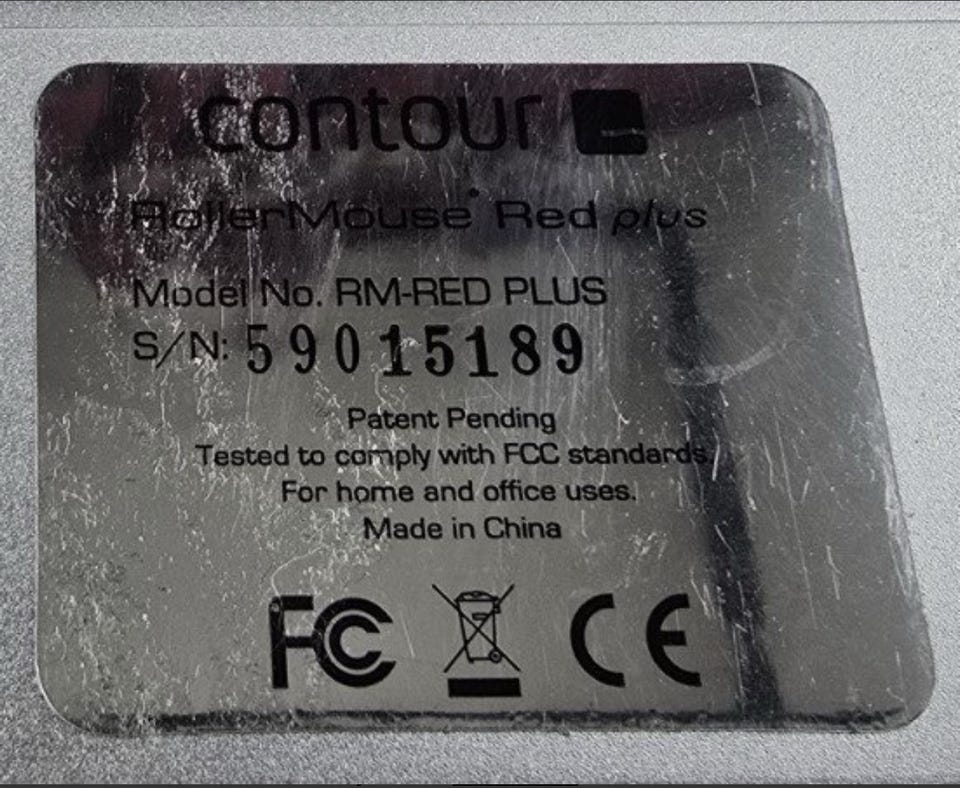 contour
RollerMouse Red plus
Model No. RM-RED PLUS
S/N: 59015189
Patent Pending
Tested to comply with FCC standards.
For home and office uses.
Made in China
FC CE